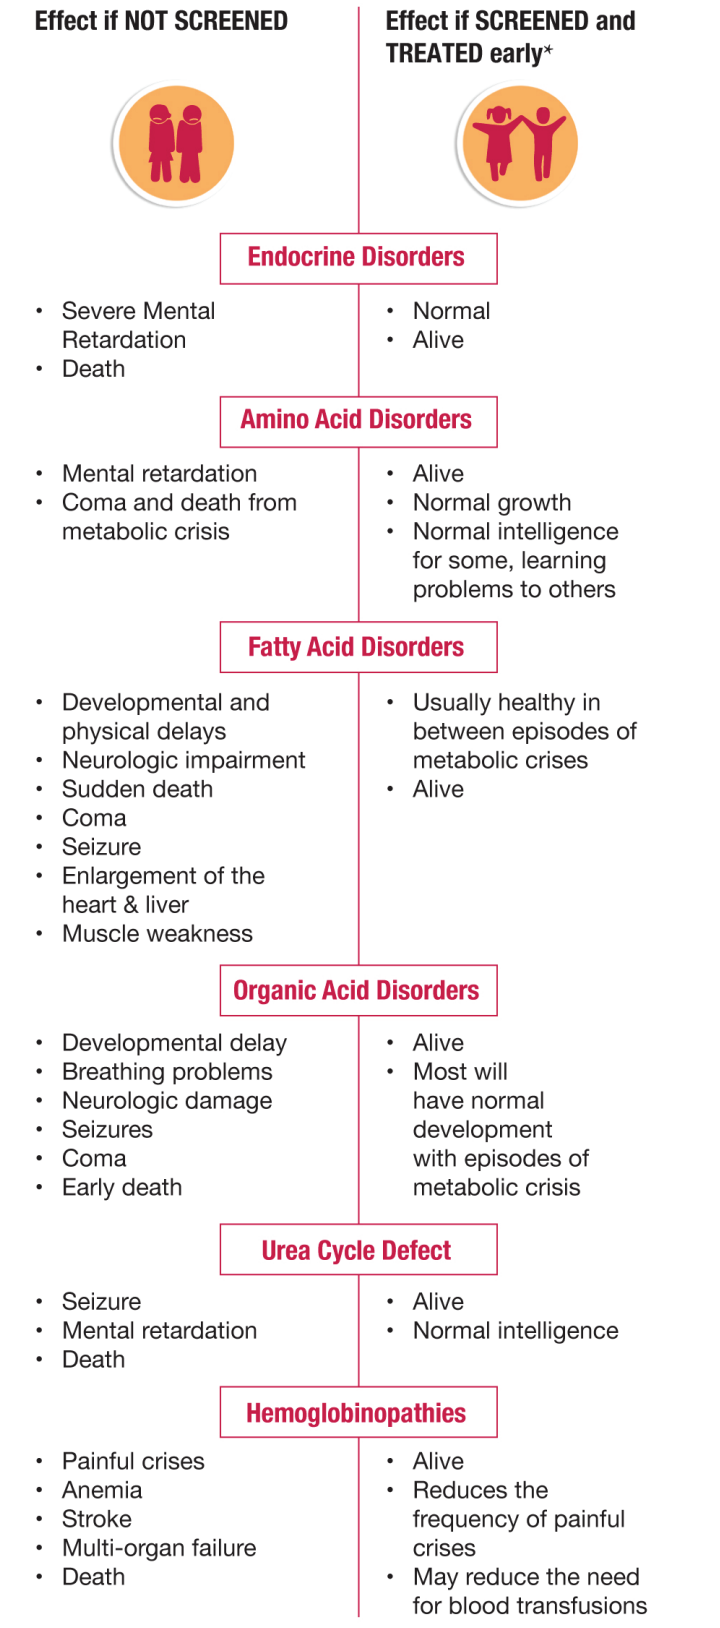 Effect if NOT SCREENED
Effect if SCREENED and
TREATED early*
Endocrine Disorders
• Severe Mental
Retardation
• Death
• Normal
• Alive
Amino Acid Disorders
• Mental retardation
• Coma and death from
metabolic crisis
• Alive
• Normal growth
• Normal intelligence
for some, learning
problems to others
Fatty Acid Disorders
• Developmental and
physical delays
• Neurologic impairment
• Sudden death
• Coma
• Seizure
• Enlargement of the
heart & liver
• Muscle weakness
• Usually healthy in
between episodes of
metabolic crises
• Alive
Organic Acid Disorders
• Developmental delay
• Breathing problems
• Neurologic damage
• Seizures
• Coma
• Early death
• Alive
• Most will
have normal
development
with episodes of
metabolic crisis
Urea Cycle Defect
• Seizure
• Mental retardation
• Death
• Alive
• Normal intelligence
Hemoglobinopathies
• Painful crises
• Anemia
• Stroke
• Multi-organ failure
• Death
• Alive
• Reduces the
frequency of painful
crises
• May reduce the need
for blood transfusions